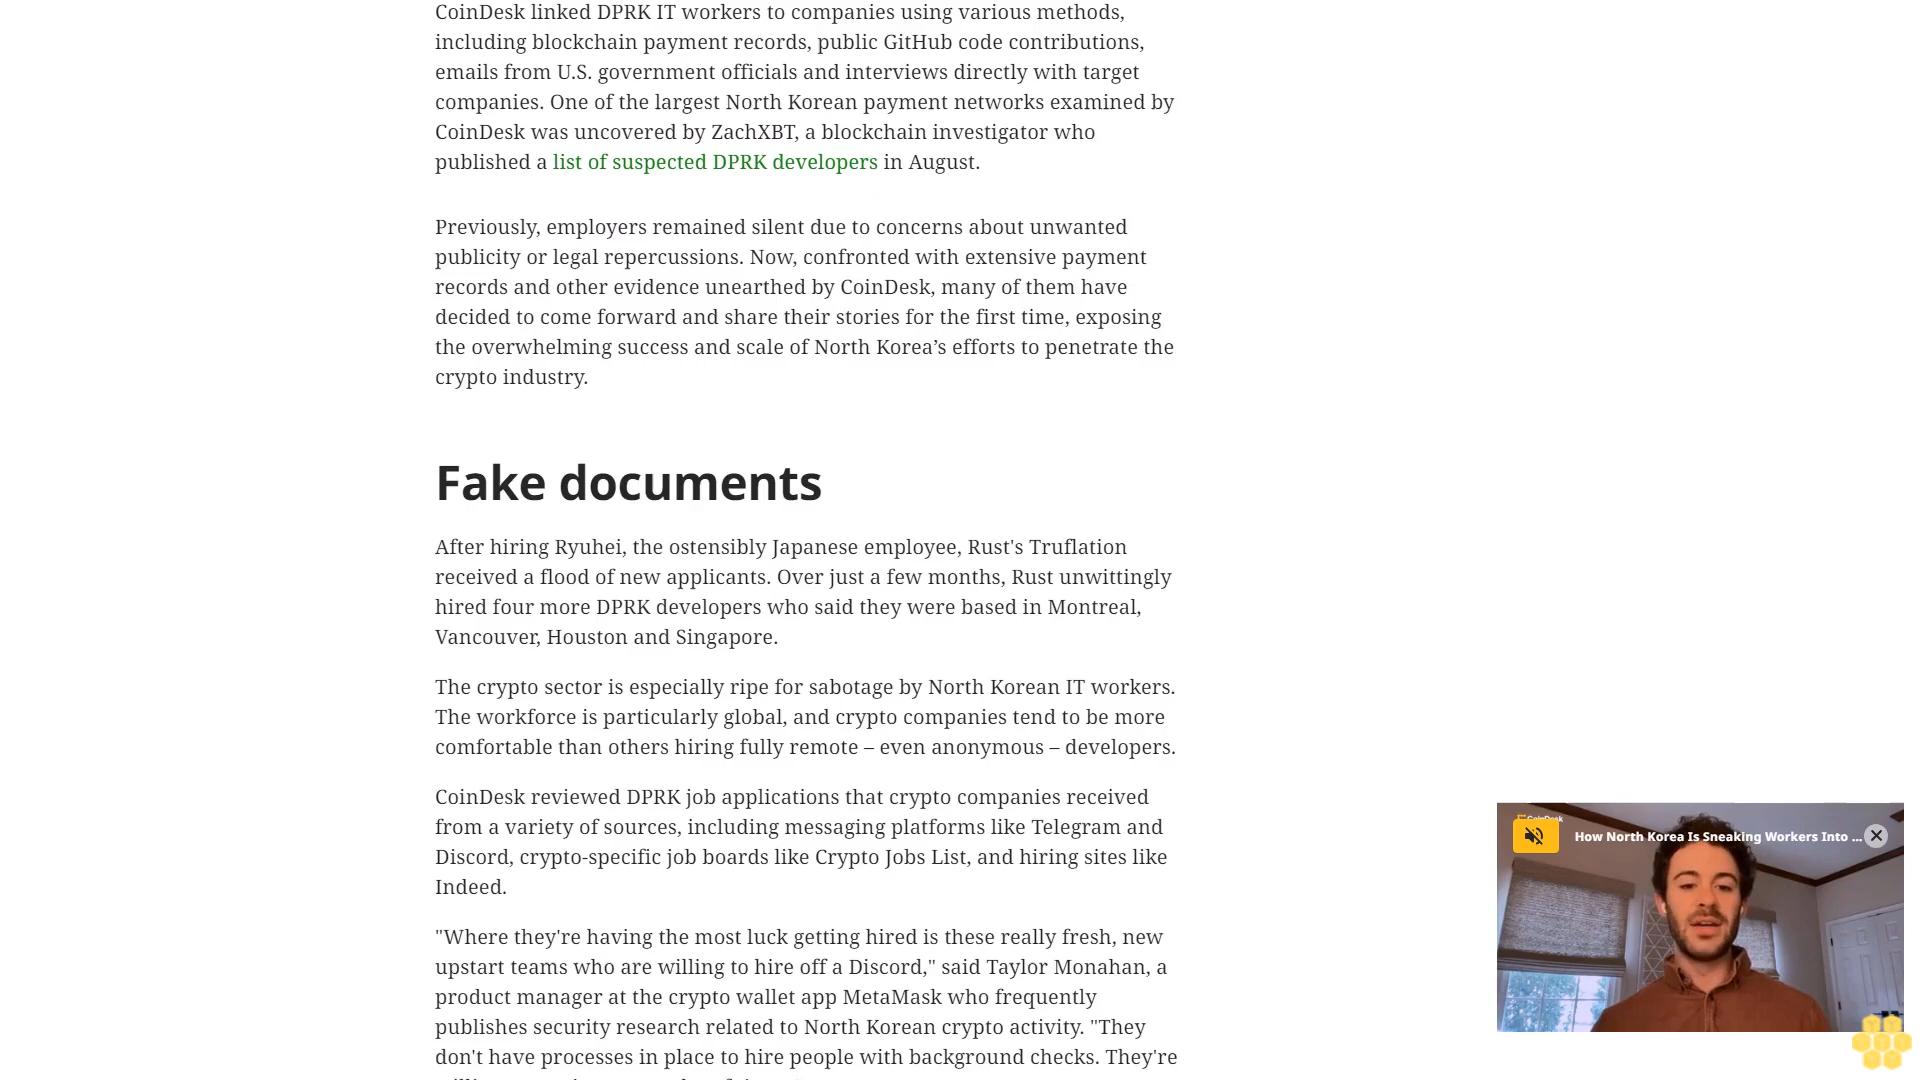 CoinDesk linked DPRK IT workers to companies using various methods,
including blockchain payment records, public GitHub code contributions,
emails from U.S. government officials and interviews directly with target
companies. One of the largest North Korean payment networks examined by
CoinDesk was uncovered by ZachXBT, a blockchain investigator who
published a list of suspected DPRK developers in August.
Previously, employers remained silent due to concerns about unwanted
publicity or legal repercussions. Now, confronted with extensive payment
records and other evidence unearthed by CoinDesk, many of them have
decided to come forward and share their stories for the first time, exposing
the overwhelming success and scale of North Korea’s efforts to penetrate the
crypto industry.
Fake documents
After hiring Ryuhei, the ostensibly Japanese employee, Rust's Truflation
received a flood of new applicants. Over just a few months, Rust unwittingly
hired four more DPRK developers who said they were based in Montreal,
Vancouver, Houston and Singapore.
The crypto sector is especially ripe for sabotage by North Korean IT workers.
The workforce is particularly global, and crypto companies tend to be more
comfortable than others hiring fully remote – even anonymous – developers.
CoinDesk reviewed DPRK job applications that crypto companies received
from a variety of sources, including messaging platforms like Telegram and
Discord, crypto-specific job boards like Crypto Jobs List, and hiring sites like
Indeed.
"Where they're having the most luck getting hired is these really fresh, new
upstart teams who are willing to hire off a Discord," said Taylor Monahan, a
product manager at the crypto wallet app MetaMask who frequently
publishes security research related to North Korean crypto activity. "They
don't have processes in place to hire people with background checks. They're
CoinDesk
How North Korea Is Sneaking Workers Into ...